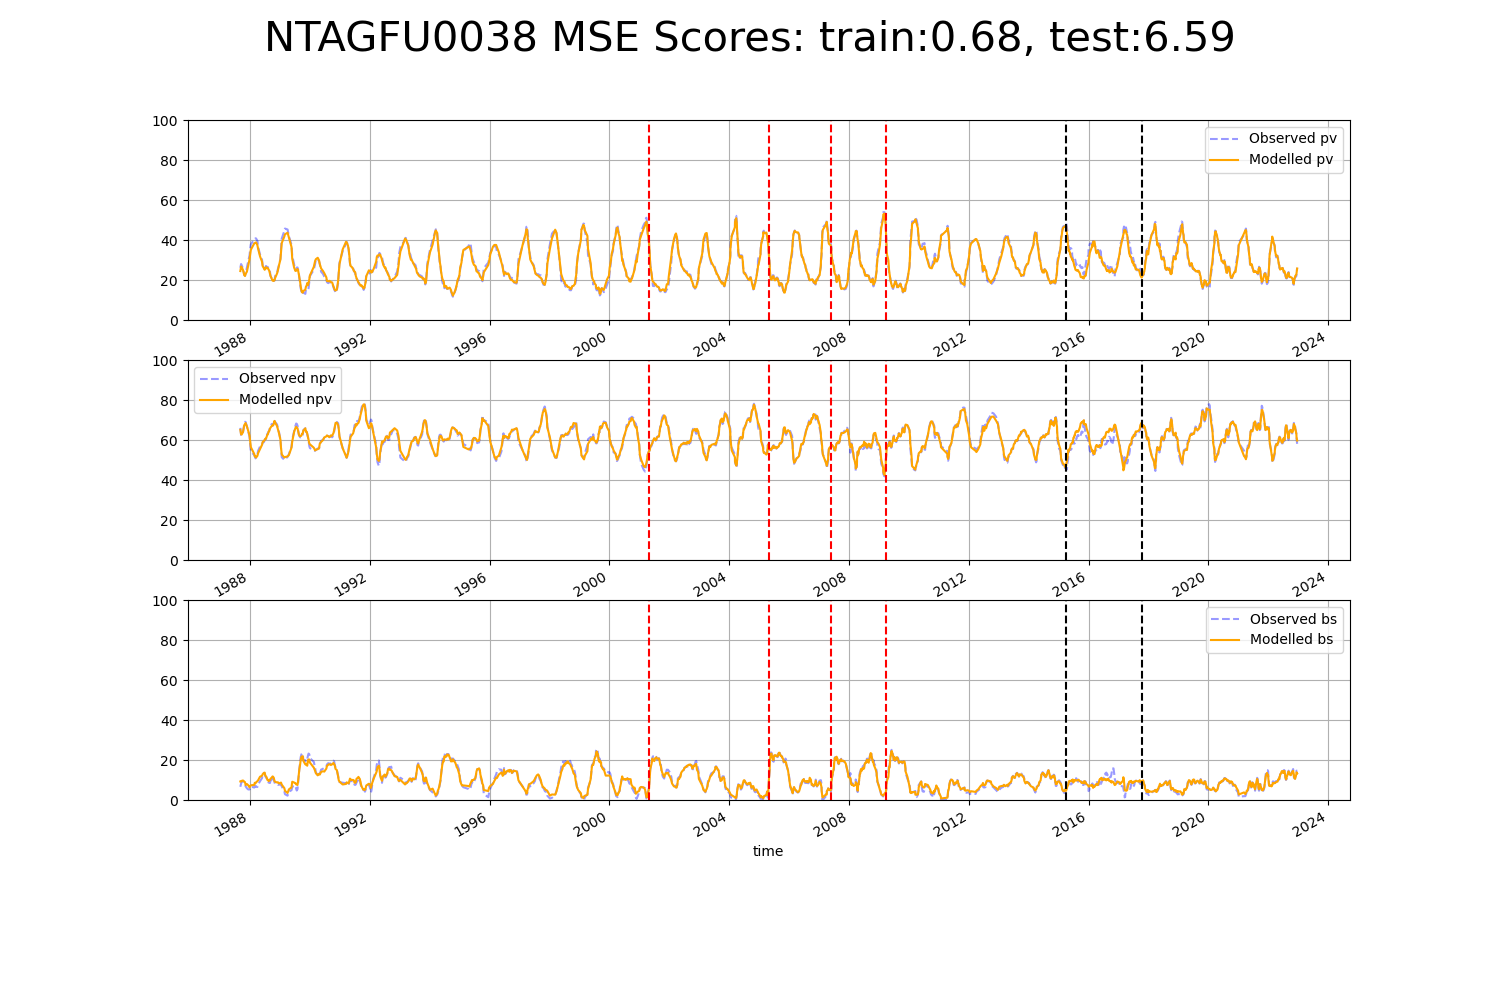 NTAGFU0038 MSE Scores: train:0.68, test:6.59
100
80
60
40
20
0
Observed pv
Modelled pv
1988 1992 1996 2000 2004 2008 2012 2016 2020 2024
100
80
60
40
20
0
Observed npv
Modelled npv
1988 1992 1996 2000 2004 2008 2012 2016 2020 2024
100
80
60
40
20
0
Observed bs
Modelled bs
1988 1992 1996 2000 2004 2008 2012 2016 2020 2024
time